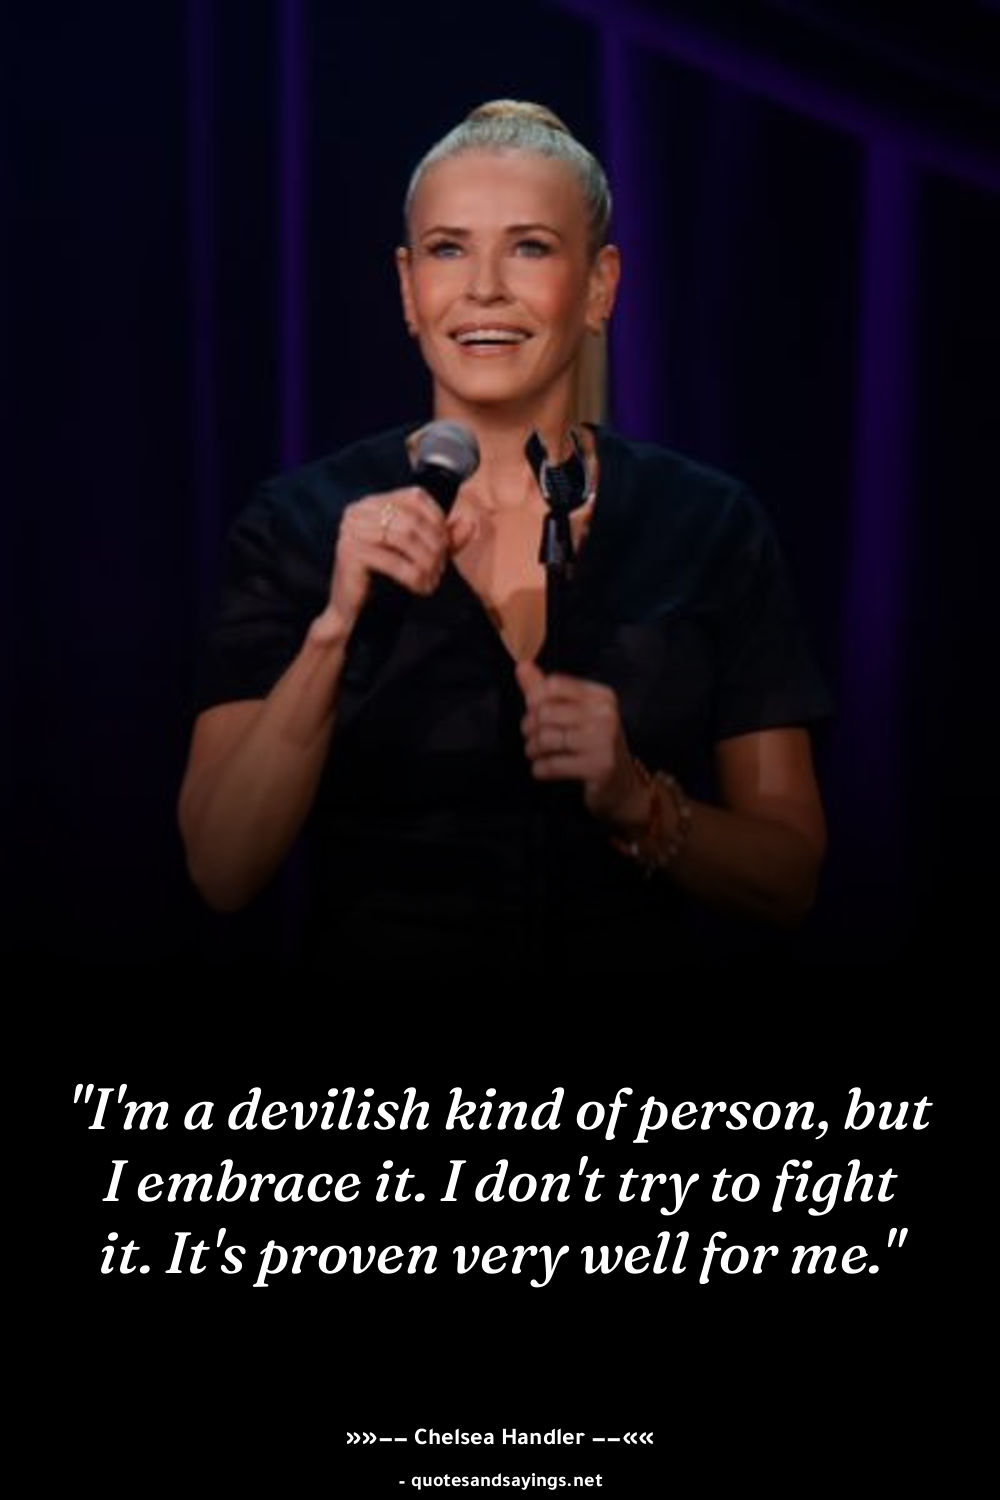 "I'm a devilish kind of person, but
I embrace it. I don't try to fight
it. It's proven very well for me."
»»–– Chelsea Handler ––««
- quotesandsayings.net